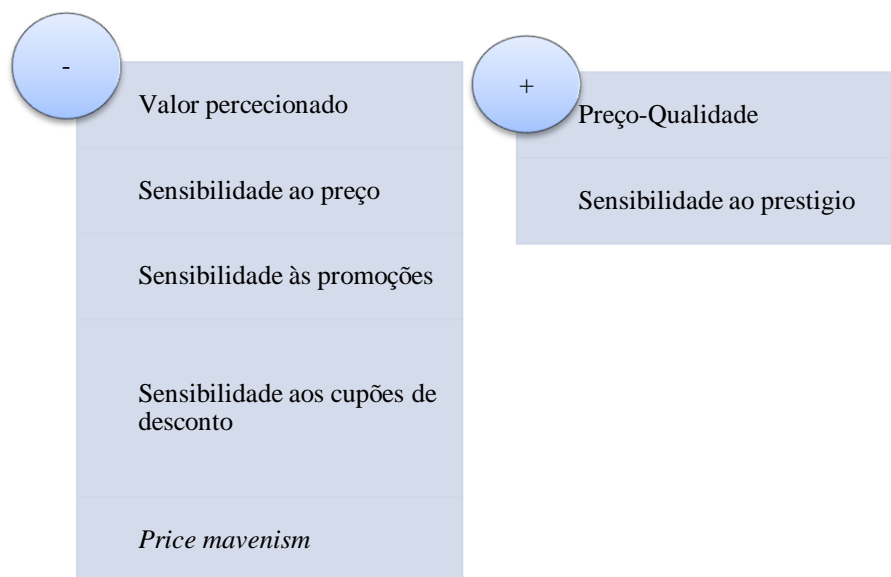 -
Valor percecionado
Sensibilidade ao preço
Sensibilidade às promoções
Sensibilidade aos cupões de
desconto
Price mavenism
+
Preço-Qualidade
Sensibilidade ao prestigio